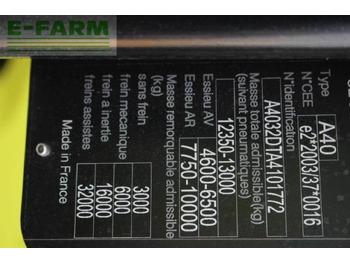 E-FARM
Type
A40
N°CEE
e2*2003/37*0016
N°identification
A4032DTA4101772
Masse totale admissible(kg)
(suivant pneumatiques)
12350-13000
Essieu AV
4600-6500
Essieu AR
7750-10000
Masse remorquable admissible
(kg)
sans frein
3000
frein mecanique
6000
frein a inertie
16000
freins assistes
32000
Made in France